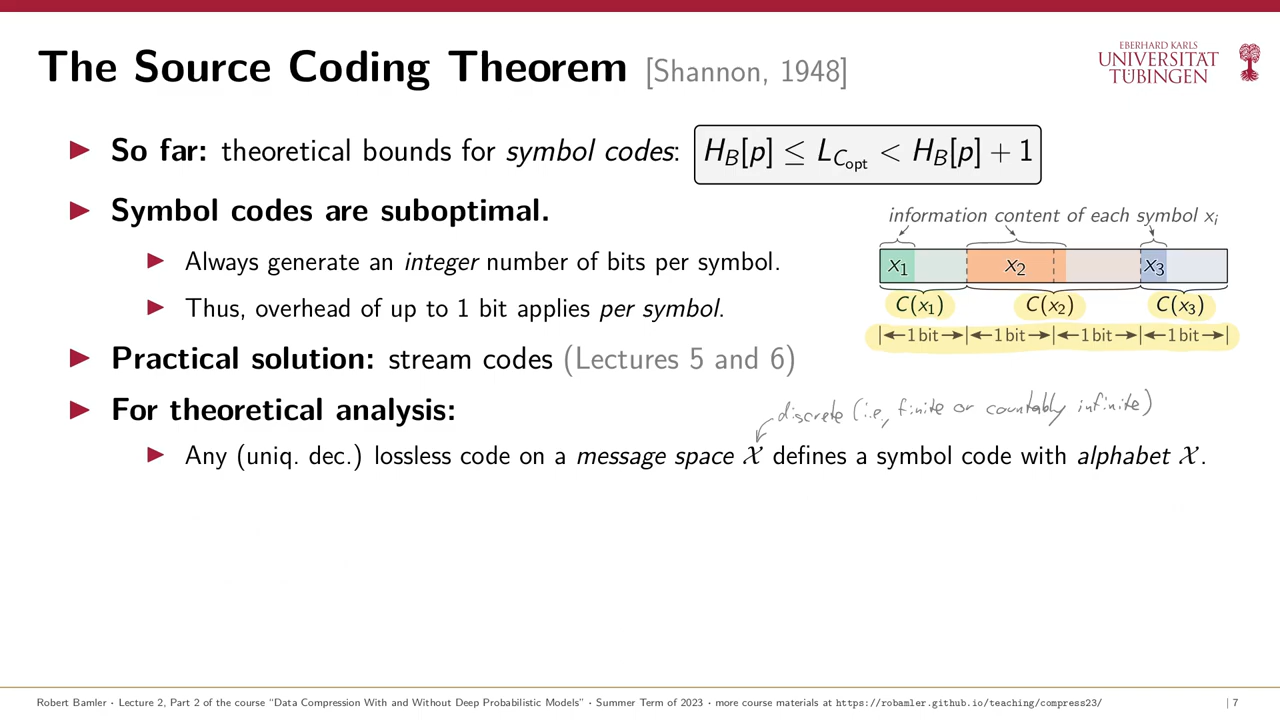 The Source Coding Theorem [Shannon, 1948]
EBERHARD KARLS
UNIVERSITÄT
TÜBINGEN
So far: theoretical bounds for symbol codes: H_B[p] ≤ L_{C_opt} < H_B[p] + 1
Symbol codes are suboptimal.
Always generate an integer number of bits per symbol.
Thus, overhead of up to 1 bit applies per symbol.
information content of each symbol x_i
x_1 x_2 x_3
C(x_1) C(x_2) C(x_3)
1 bit 1 bit 1 bit 1 bit
Practical solution: stream codes (Lectures 5 and 6)
For theoretical analysis:
discrete (i.e., finite or countably infinite)
Any (uniq. dec.) lossless code on a message space 𝒳 defines a symbol code with alphabet 𝒳.
Robert Bamler · Lecture 2, Part 2 of the course “Data Compression With and Without Deep Probabilistic Models” · Summer Term of 2023 · more course materials at https://robamler.github.io/teaching/compress23/ | 7